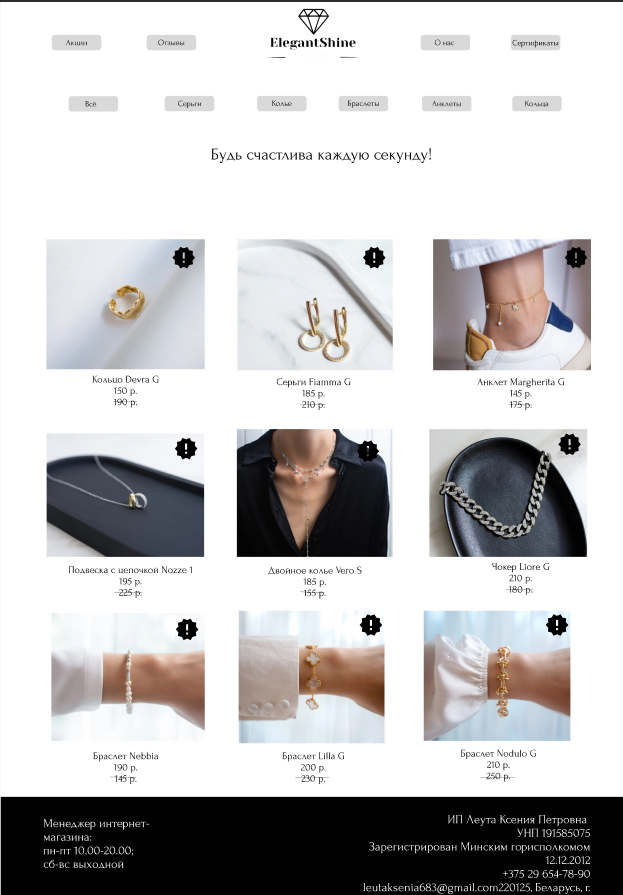 Акции
Отзывы
ElegantShine
О нас
Сертификаты
Все
Серьги
Колье
Браслеты
Анклеты
Кольца
Будь счастлива каждую секунду!
Кольцо Devra G
150 р.
190 р.
Серьги Fiamma G
185 р.
210 р.
Анклет Margherita G
145 р.
175 р.
Подвеска с цепочкой Nozze 1
195 р.
225 р.
Двойное колье Vero S
185 р.
155 р.
Чокер Liore G
210 р.
180 р.
Браслет Nebbia
190 р.
145 р.
Браслет Lilla G
200 р.
230 р.
Браслет Nodulo G
210 р.
250 р.
Менеджер интернет-
магазина:
пн-пт 10.00-20.00;
сб-вс выходной
ИП Леута Ксения Петровна
УНП 191585075
Зарегистрирован Минским горисполкомом
12.12.2012
+375 29 654-78-90
leutaksenia683@gmail.com220125, Беларусь, г.